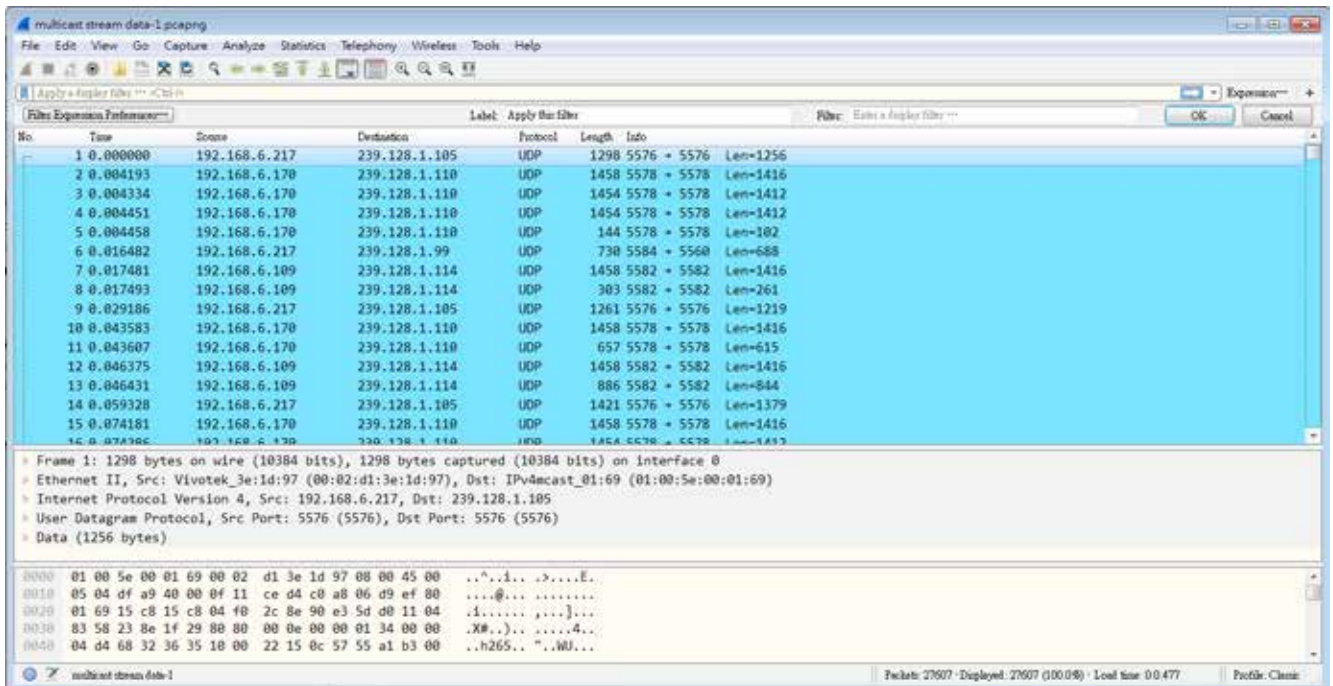 multicast stream data-1.pcapng
File Edit View Go Capture Analyze Statistics Telephony Wireless Tools Help
Apply a display filter ... <Ctrl-/> Expression... +
Filter Expression Preferences... Label: Apply this filter Filter: Enter a display filter ... OK Cancel
No. Time Source Destination Protocol Length Info
1 0.000000 192.168.6.217 239.128.1.105 UDP 1298 5576 → 5576 Len=1256
2 0.004193 192.168.6.170 239.128.1.110 UDP 1458 5578 → 5578 Len=1416
3 0.004334 192.168.6.170 239.128.1.110 UDP 1454 5578 → 5578 Len=1412
4 0.004451 192.168.6.170 239.128.1.110 UDP 1454 5578 → 5578 Len=1412
5 0.004458 192.168.6.170 239.128.1.110 UDP 144 5578 → 5578 Len=102
6 0.016482 192.168.6.217 239.128.1.99 UDP 730 5584 → 5560 Len=688
7 0.017481 192.168.6.109 239.128.1.114 UDP 1458 5582 → 5582 Len=1416
8 0.017493 192.168.6.109 239.128.1.114 UDP 303 5582 → 5582 Len=261
9 0.029186 192.168.6.217 239.128.1.105 UDP 1261 5576 → 5576 Len=1219
10 0.043583 192.168.6.170 239.128.1.110 UDP 1458 5578 → 5578 Len=1416
11 0.043607 192.168.6.170 239.128.1.110 UDP 657 5578 → 5578 Len=615
12 0.046375 192.168.6.109 239.128.1.114 UDP 1458 5582 → 5582 Len=1416
13 0.046431 192.168.6.109 239.128.1.114 UDP 886 5582 → 5582 Len=844
14 0.059328 192.168.6.217 239.128.1.105 UDP 1421 5576 → 5576 Len=1379
15 0.074181 192.168.6.170 239.128.1.110 UDP 1458 5578 → 5578 Len=1416
Frame 1: 1298 bytes on wire (10384 bits), 1298 bytes captured (10384 bits) on interface 0
Ethernet II, Src: Vivotek_3e:1d:97 (00:02:d1:3e:1d:97), Dst: IPv4mcast_01:69 (01:00:5e:00:01:69)
Internet Protocol Version 4, Src: 192.168.6.217, Dst: 239.128.1.105
User Datagram Protocol, Src Port: 5576 (5576), Dst Port: 5576 (5576)
Data (1256 bytes)
0000 01 00 5e 00 01 69 00 02 d1 3e 1d 97 08 00 45 00 ..^..i.. .>....E.
0010 05 04 df a9 40 00 0f 11 ce d4 c0 a8 06 d9 ef 80 ....@... ........
0020 01 69 15 c8 15 c8 04 f0 2c 8e 90 e3 5d d0 11 04 .i...... ,...]...
0030 83 58 23 8e 1f 29 80 80 00 0e 00 00 01 34 00 00 .X#..).. .....4..
0040 04 d4 68 32 36 35 10 00 22 15 0c 57 55 a1 b3 00 ..h265.. "..WU...
multicast stream data-1 Packets: 27607 · Displayed: 27607 (100.0%) · Load time: 0:0.477 Profile: Classic